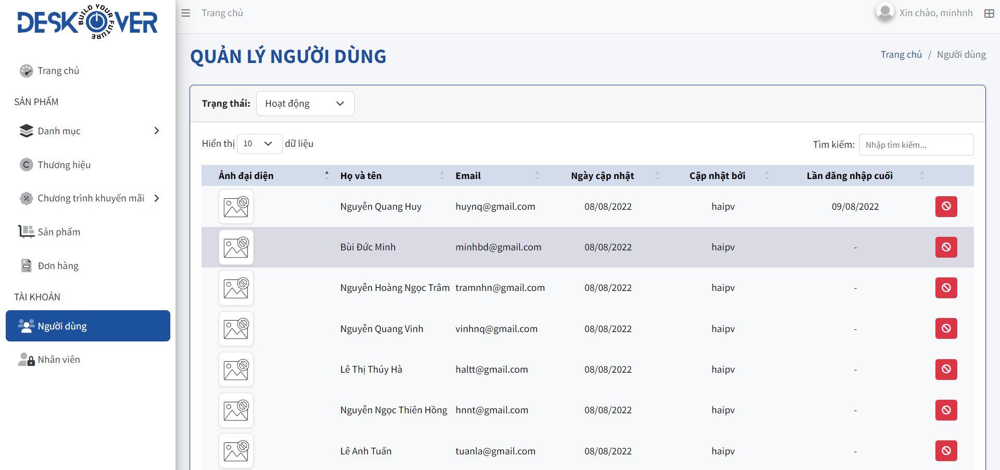 DESKOVER
BUILD YOUR FUTURE
Trang chủ
SẢN PHẨM
Danh mục
Thương hiệu
Chương trình khuyến mãi
Sản phẩm
Đơn hàng
TÀI KHOẢN
Người dùng
Nhân viên
Trang chủ
Xin chào, minhnh
QUẢN LÝ NGƯỜI DÙNG
Trang chủ / Người dùng
Trạng thái: Hoạt động
Hiển thị 10 dữ liệu
Tìm kiếm: Nhập tìm kiếm...
Ảnh đại diện Họ và tên Email Ngày cập nhật Cập nhật bởi Lần đăng nhập cuối
Nguyễn Quang Huy huynq@gmail.com 08/08/2022 haipv 09/08/2022
Bùi Đức Minh minhbd@gmail.com 08/08/2022 haipv -
Nguyễn Hoàng Ngọc Trâm tramnhn@gmail.com 08/08/2022 haipv -
Nguyễn Quang Vinh vinhnq@gmail.com 08/08/2022 haipv -
Lê Thị Thúy Hà haltt@gmail.com 08/08/2022 haipv -
Nguyễn Ngọc Thiên Hồng hnnt@gmail.com 08/08/2022 haipv -
Lê Anh Tuấn tuanla@gmail.com 08/08/2022 haipv -